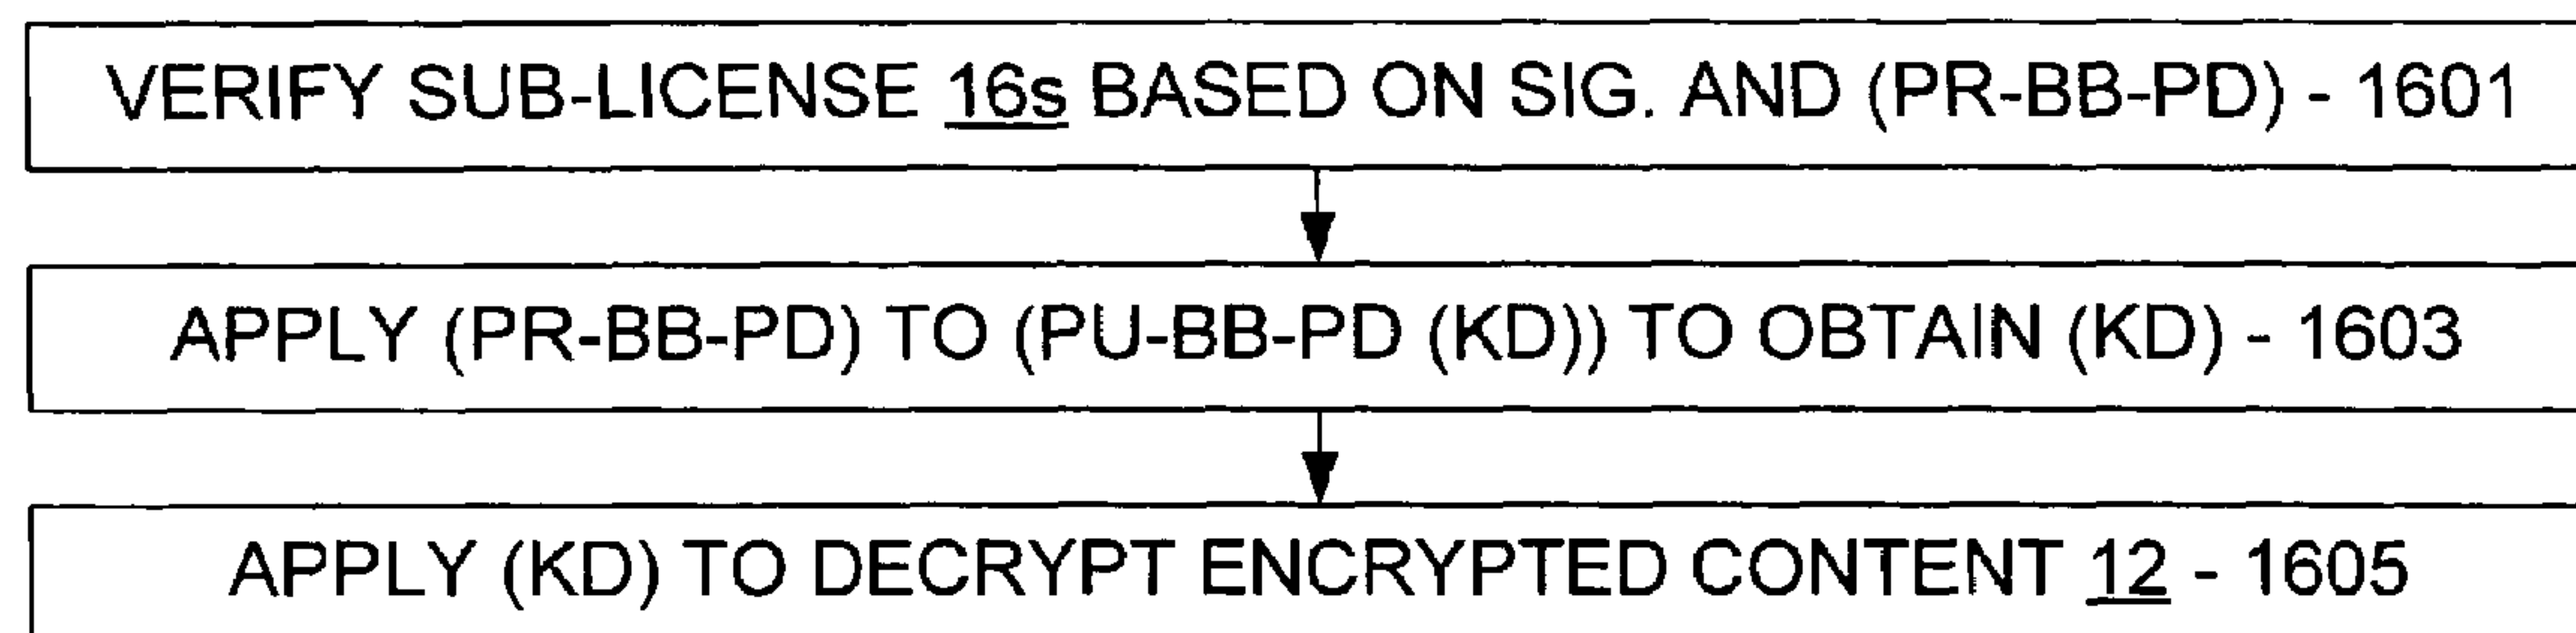 VERIFY SUB-LICENSE 16s BASED ON SIG. AND (PR-BB-PD) - 1601
APPLY (PR-BB-PD) TO (PU-BB-PD (KD)) TO OBTAIN (KD) - 1603
APPLY (KD) TO DECRYPT ENCRYPTED CONTENT 12 - 1605